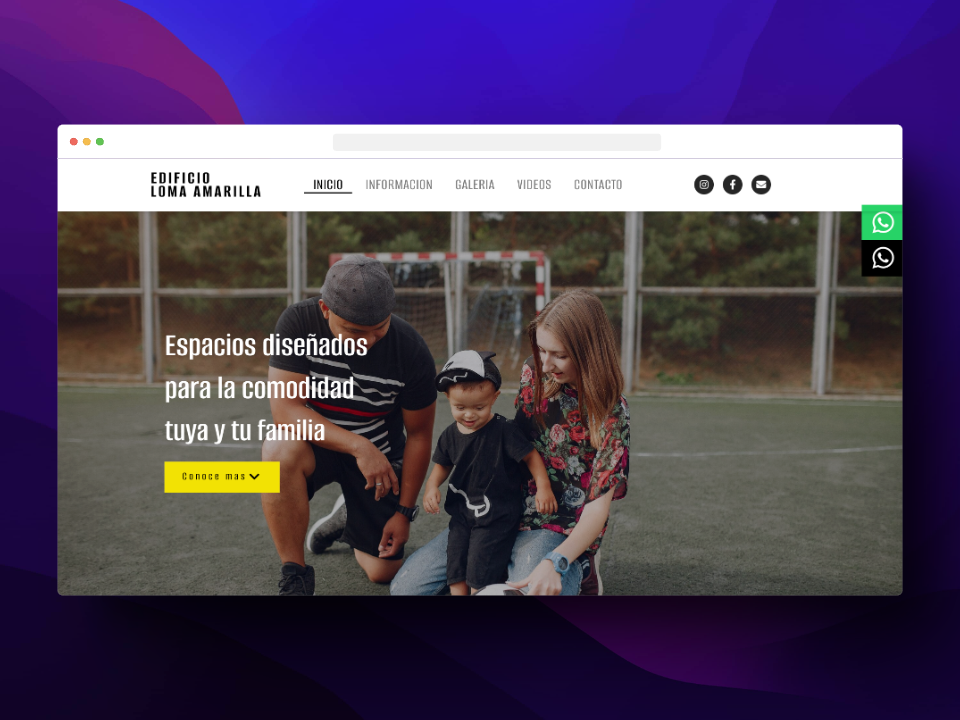 EDIFICIO
LOMA AMARILLA
INICIO INFORMACION GALERIA VIDEOS CONTACTO
Espacios diseñados
para la comodidad
tuya y tu familia
Conoce mas